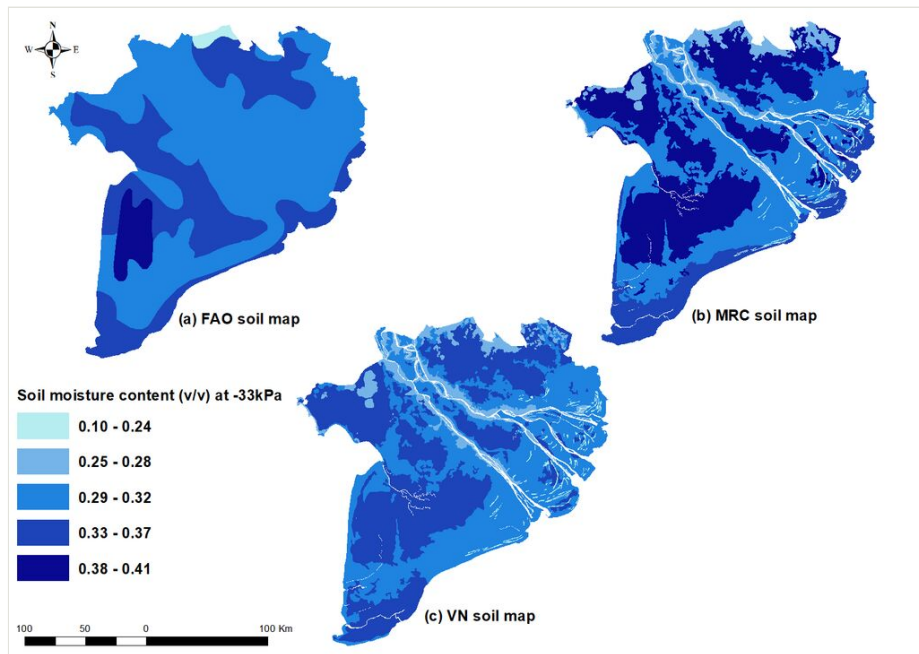 N
W E
S
(a) FAO soil map
(b) MRC soil map
(c) VN soil map
Soil moisture content (v/v) at -33kPa
0.10 - 0.24
0.25 - 0.28
0.29 - 0.32
0.33 - 0.37
0.38 - 0.41
100 50 0 100 Km